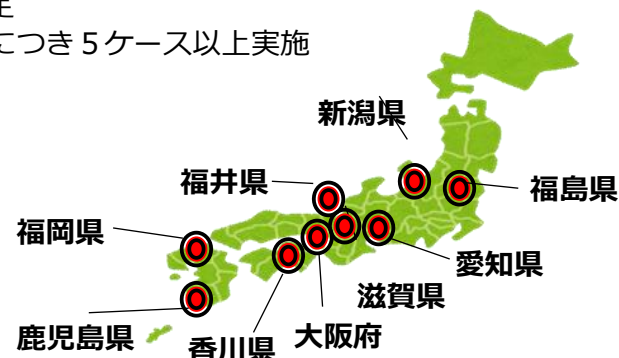 につき５ケース以上実施
新潟県
福井県
福島県
福岡県
愛知県
滋賀県
鹿児島県
香川県
大阪府